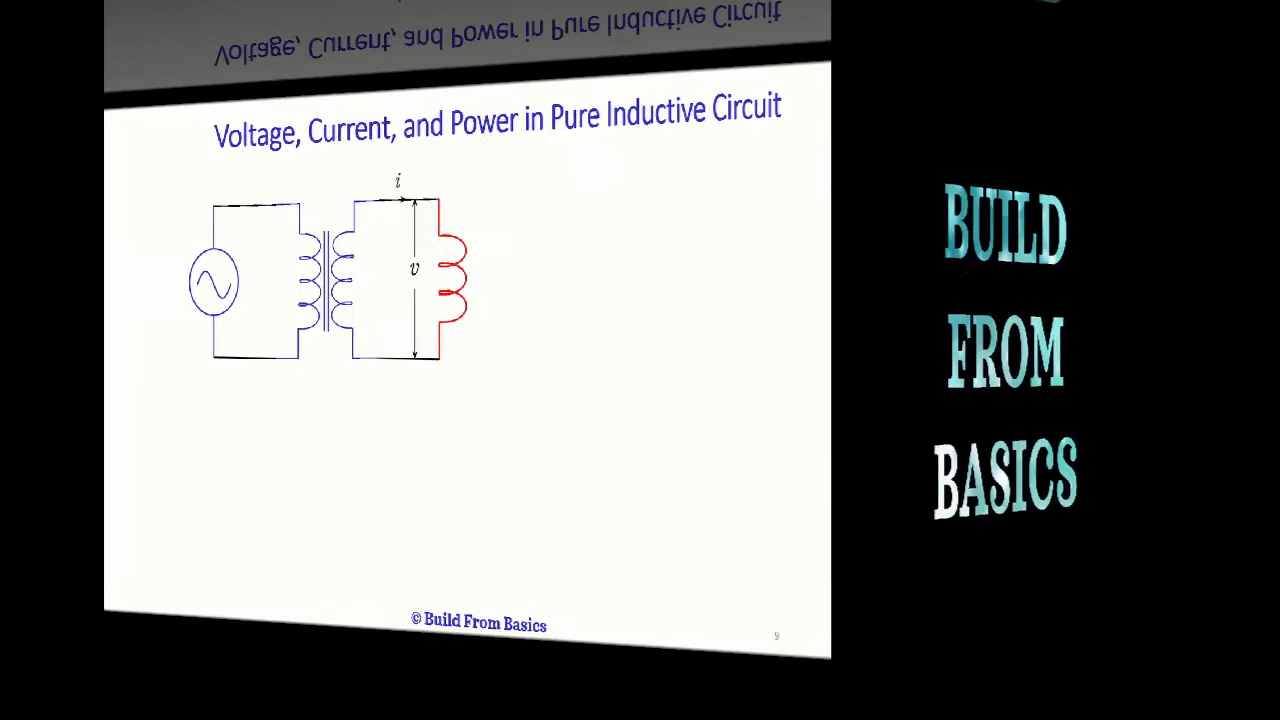 Voltage, Current, and Power in Pure Inductive Circuit
Voltage, Current, and Power in Pure Inductive Circuit
i
v
© Build From Basics
9
BUILD
FROM
BASICS